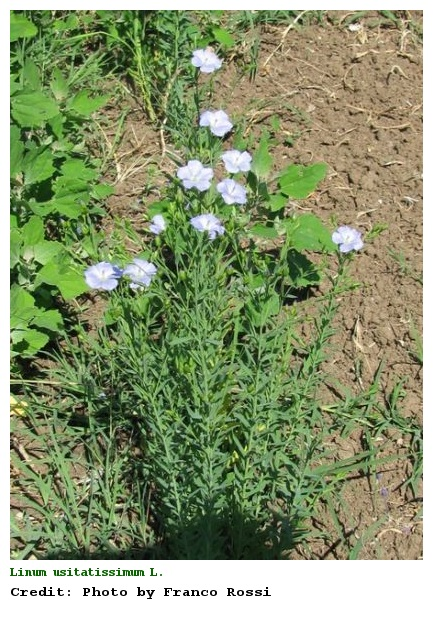 Linum usitatissimum L.
Credit: Photo by Franco Rossi